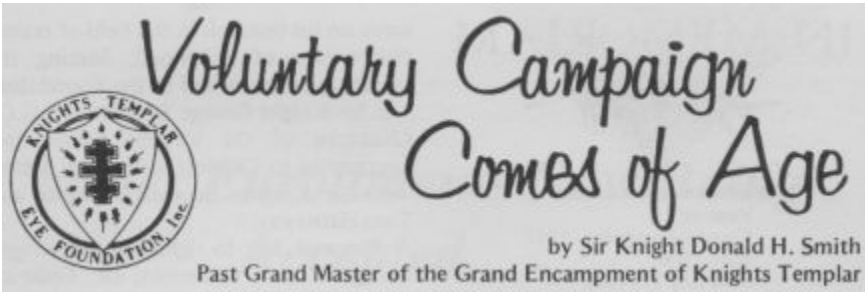 Voluntary Campaign
Comes of Age
KNIGHTS TEMPLAR
EYE FOUNDATION Inc.
by Sir Knight Donald H. Smith
Past Grand Master of the Grand Encampment of Knights Templar